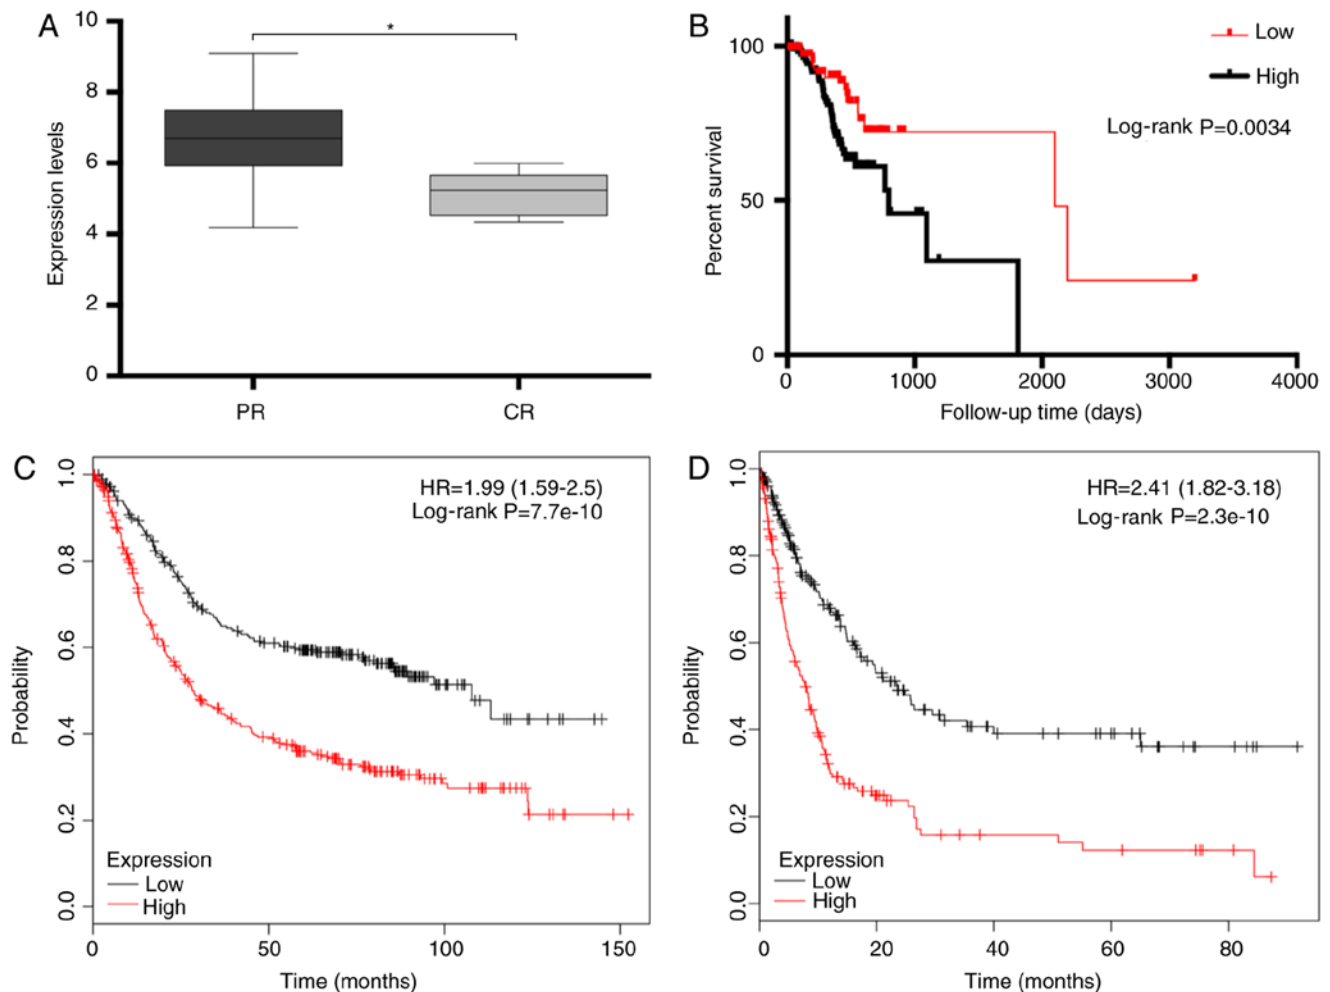 A
Expression levels
10
8
6
4
2
0
*
PR
CR
B
Percent survival
100
50
0
Low
High
Log-rank P=0.0034
0
1000
2000
3000
4000
Follow-up time (days)
C
Probability
1.0
0.8
0.6
0.4
0.2
0.0
HR=1.99 (1.59-2.5)
Log-rank P=7.7e-10
Expression
Low
High
0
50
100
150
Time (months)
D
Probability
1.0
0.8
0.6
0.4
0.2
0.0
HR=2.41 (1.82-3.18)
Log-rank P=2.3e-10
Expression
Low
High
0
20
40
60
80
Time (months)